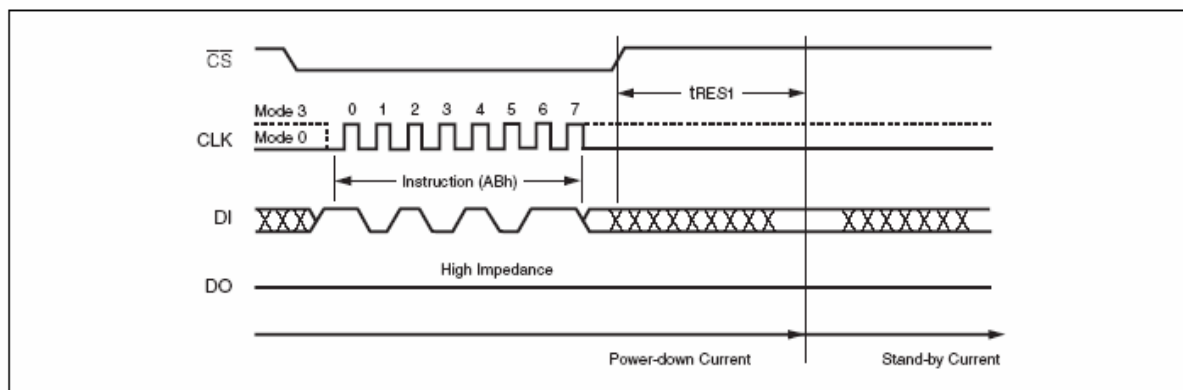 CS
tRES1
Mode 3
0 1 2 3 4 5 6 7
CLK
Mode 0
Instruction (ABh)
DI
High Impedance
DO
Power-down Current
Stand-by Current